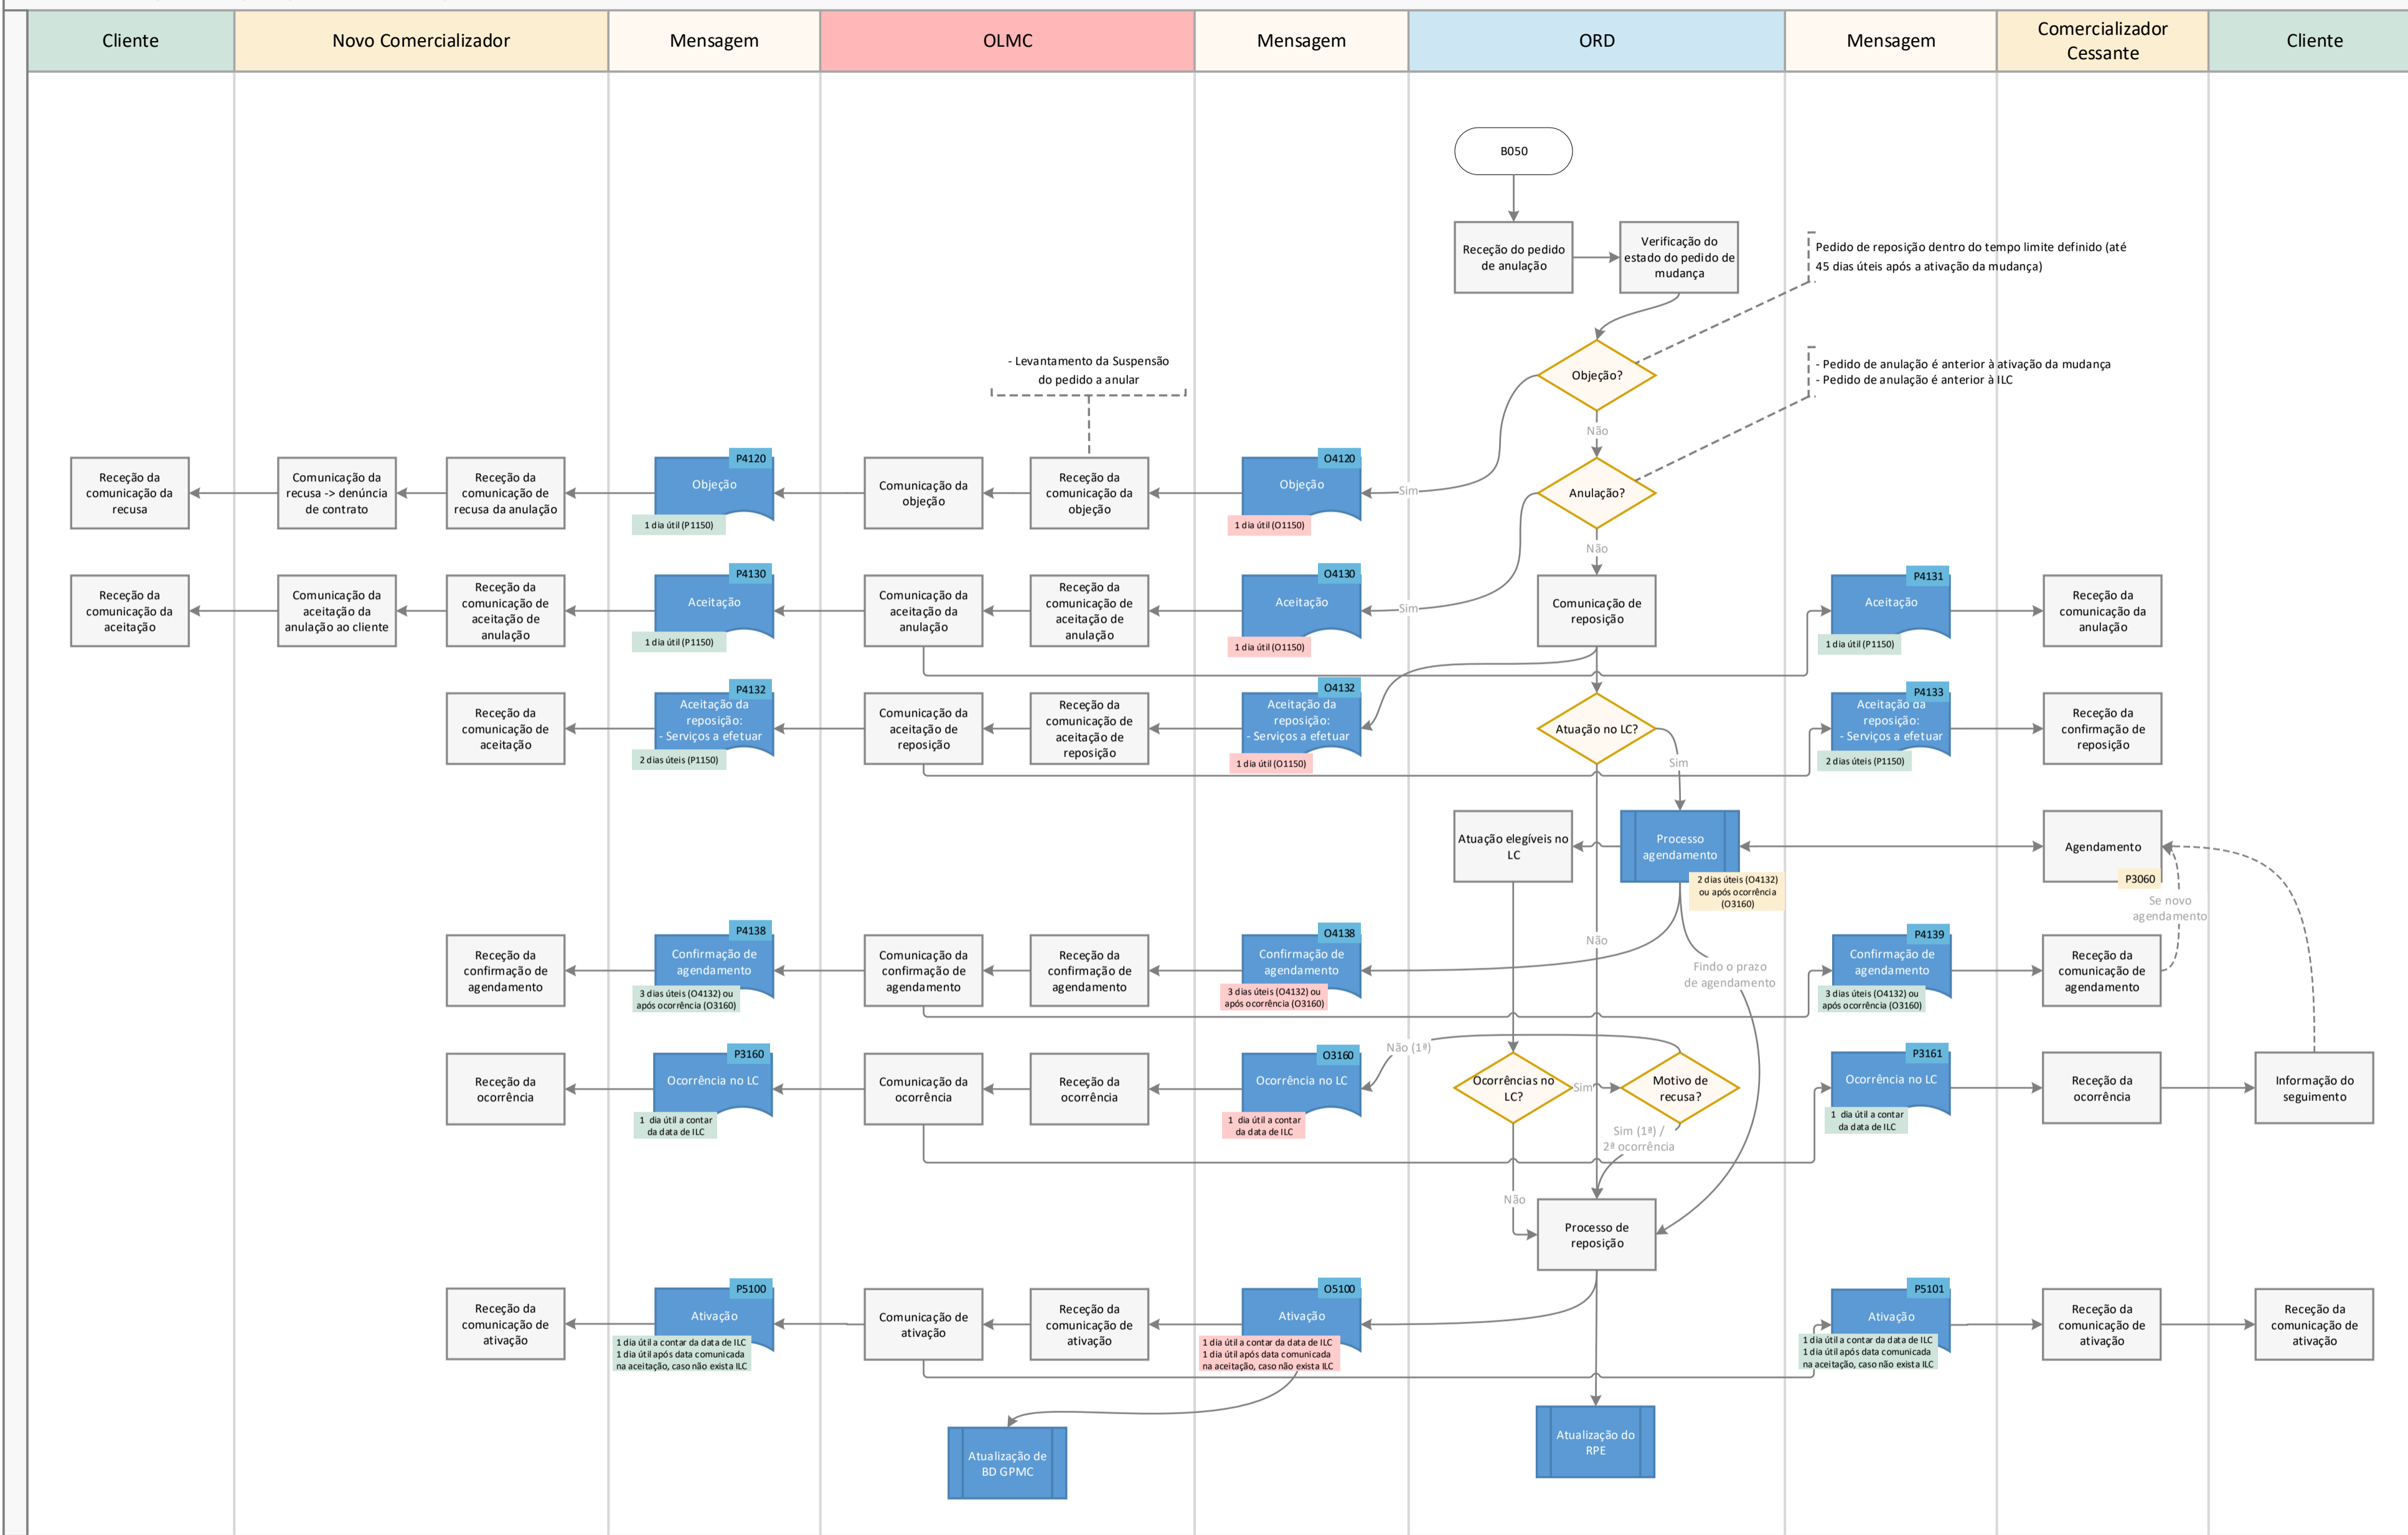 Cliente
Novo Comercializador
Mensagem
OLMC
Mensagem
ORD
Mensagem
Comercializador
Cessante
Cliente
B050
Receção do pedido
de anulação
Verificação do
estado do pedido de
mudança
Pedido de reposição dentro do tempo limite definido (até
45 dias úteis após a ativação da mudança)
- Levantamento da Suspensão
do pedido a anular
Objeção?
- Pedido de anulação é anterior à ativação da mudança
- Pedido de anulação é anterior à ILC
Não
Receção da
comunicação da
recusa
Comunicação da
recusa -> denúncia
de contrato
Receção da
comunicação de
recusa da anulação
P4120
Objeção
1 dia útil (P1150)
Comunicação da
objeção
Receção da
comunicação da
objeção
O4120
Objeção
1 dia útil (O1150)
Sim
Anulação?
Não
Receção da
comunicação da
aceitação
Comunicação da
aceitação da
anulação ao cliente
Receção da
comunicação de
aceitação de
anulação
P4130
Aceitação
1 dia útil (P1150)
Comunicação da
aceitação da
anulação
Receção da
comunicação de
aceitação de
anulação
O4130
Aceitação
1 dia útil (O1150)
Sim
Comunicação de
reposição
P4131
Aceitação
1 dia útil (P1150)
Receção da
comunicação da
anulação
Receção da
comunicação de
aceitação
P4132
Aceitação da
reposição:
- Serviços a efetuar
2 dias úteis (P1150)
Comunicação da
aceitação de
reposição
Receção da
comunicação de
aceitação de
reposição
O4132
Aceitação da
reposição:
- Serviços a efetuar
1 dia útil (O1150)
Atuação no LC?
Sim
P4133
Aceitação da
reposição:
- Serviços a efetuar
2 dias úteis (P1150)
Receção da
confirmação de
reposição
Atuação elegíveis no
LC
Processo
agendamento
2 dias úteis (O4132)
ou após ocorrência
(O3160)
Agendamento
P3060
Se novo
agendamento
Não
Findo o prazo
de agendamento
Receção da
confirmação de
agendamento
P4138
Confirmação de
agendamento
3 dias úteis (O4132) ou
após ocorrência (O3160)
Comunicação da
confirmação de
agendamento
Receção da
confirmação de
agendamento
O4138
Confirmação de
agendamento
3 dias úteis (O4132) ou
após ocorrência (O3160)
P4139
Confirmação de
agendamento
3 dias úteis (O4132) ou
após ocorrência (O3160)
Receção da
comunicação de
agendamento
Receção da
ocorrência
P3160
Ocorrência no LC
1 dia útil a contar
da data de ILC
Comunicação da
ocorrência
Receção da
ocorrência
O3160
Ocorrência no LC
1 dia útil a contar
da data de ILC
Não (1ª)
Ocorrências no
LC?
Sim
Motivo de
recusa?
Sim (1ª) /
2ª ocorrência
P3161
Ocorrência no LC
1 dia útil a contar
da data de ILC
Receção da
ocorrência
Informação do
seguimento
Não
Processo de
reposição
Receção da
comunicação de
ativação
P5100
Ativação
1 dia útil a contar da data de ILC
1 dia útil após data comunicada
na aceitação, caso não exista ILC
Comunicação de
ativação
Receção da
comunicação de
ativação
O5100
Ativação
1 dia útil a contar da data de ILC
1 dia útil após data comunicada
na aceitação, caso não exista ILC
P5101
Ativação
1 dia útil a contar da data de ILC
1 dia útil após data comunicada
na aceitação, caso não exista ILC
Receção da
comunicação de
ativação
Receção da
comunicação de
ativação
Atualização de
BD GPMC
Atualização do
RPE